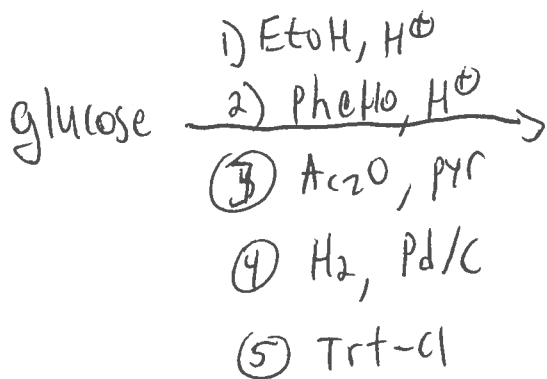 1) EtoH, H⊕
glucose 2) PhCHO, H⊕
③ Ac2O, pyr
④ H2, Pd/C
⑤ Trt-Cl